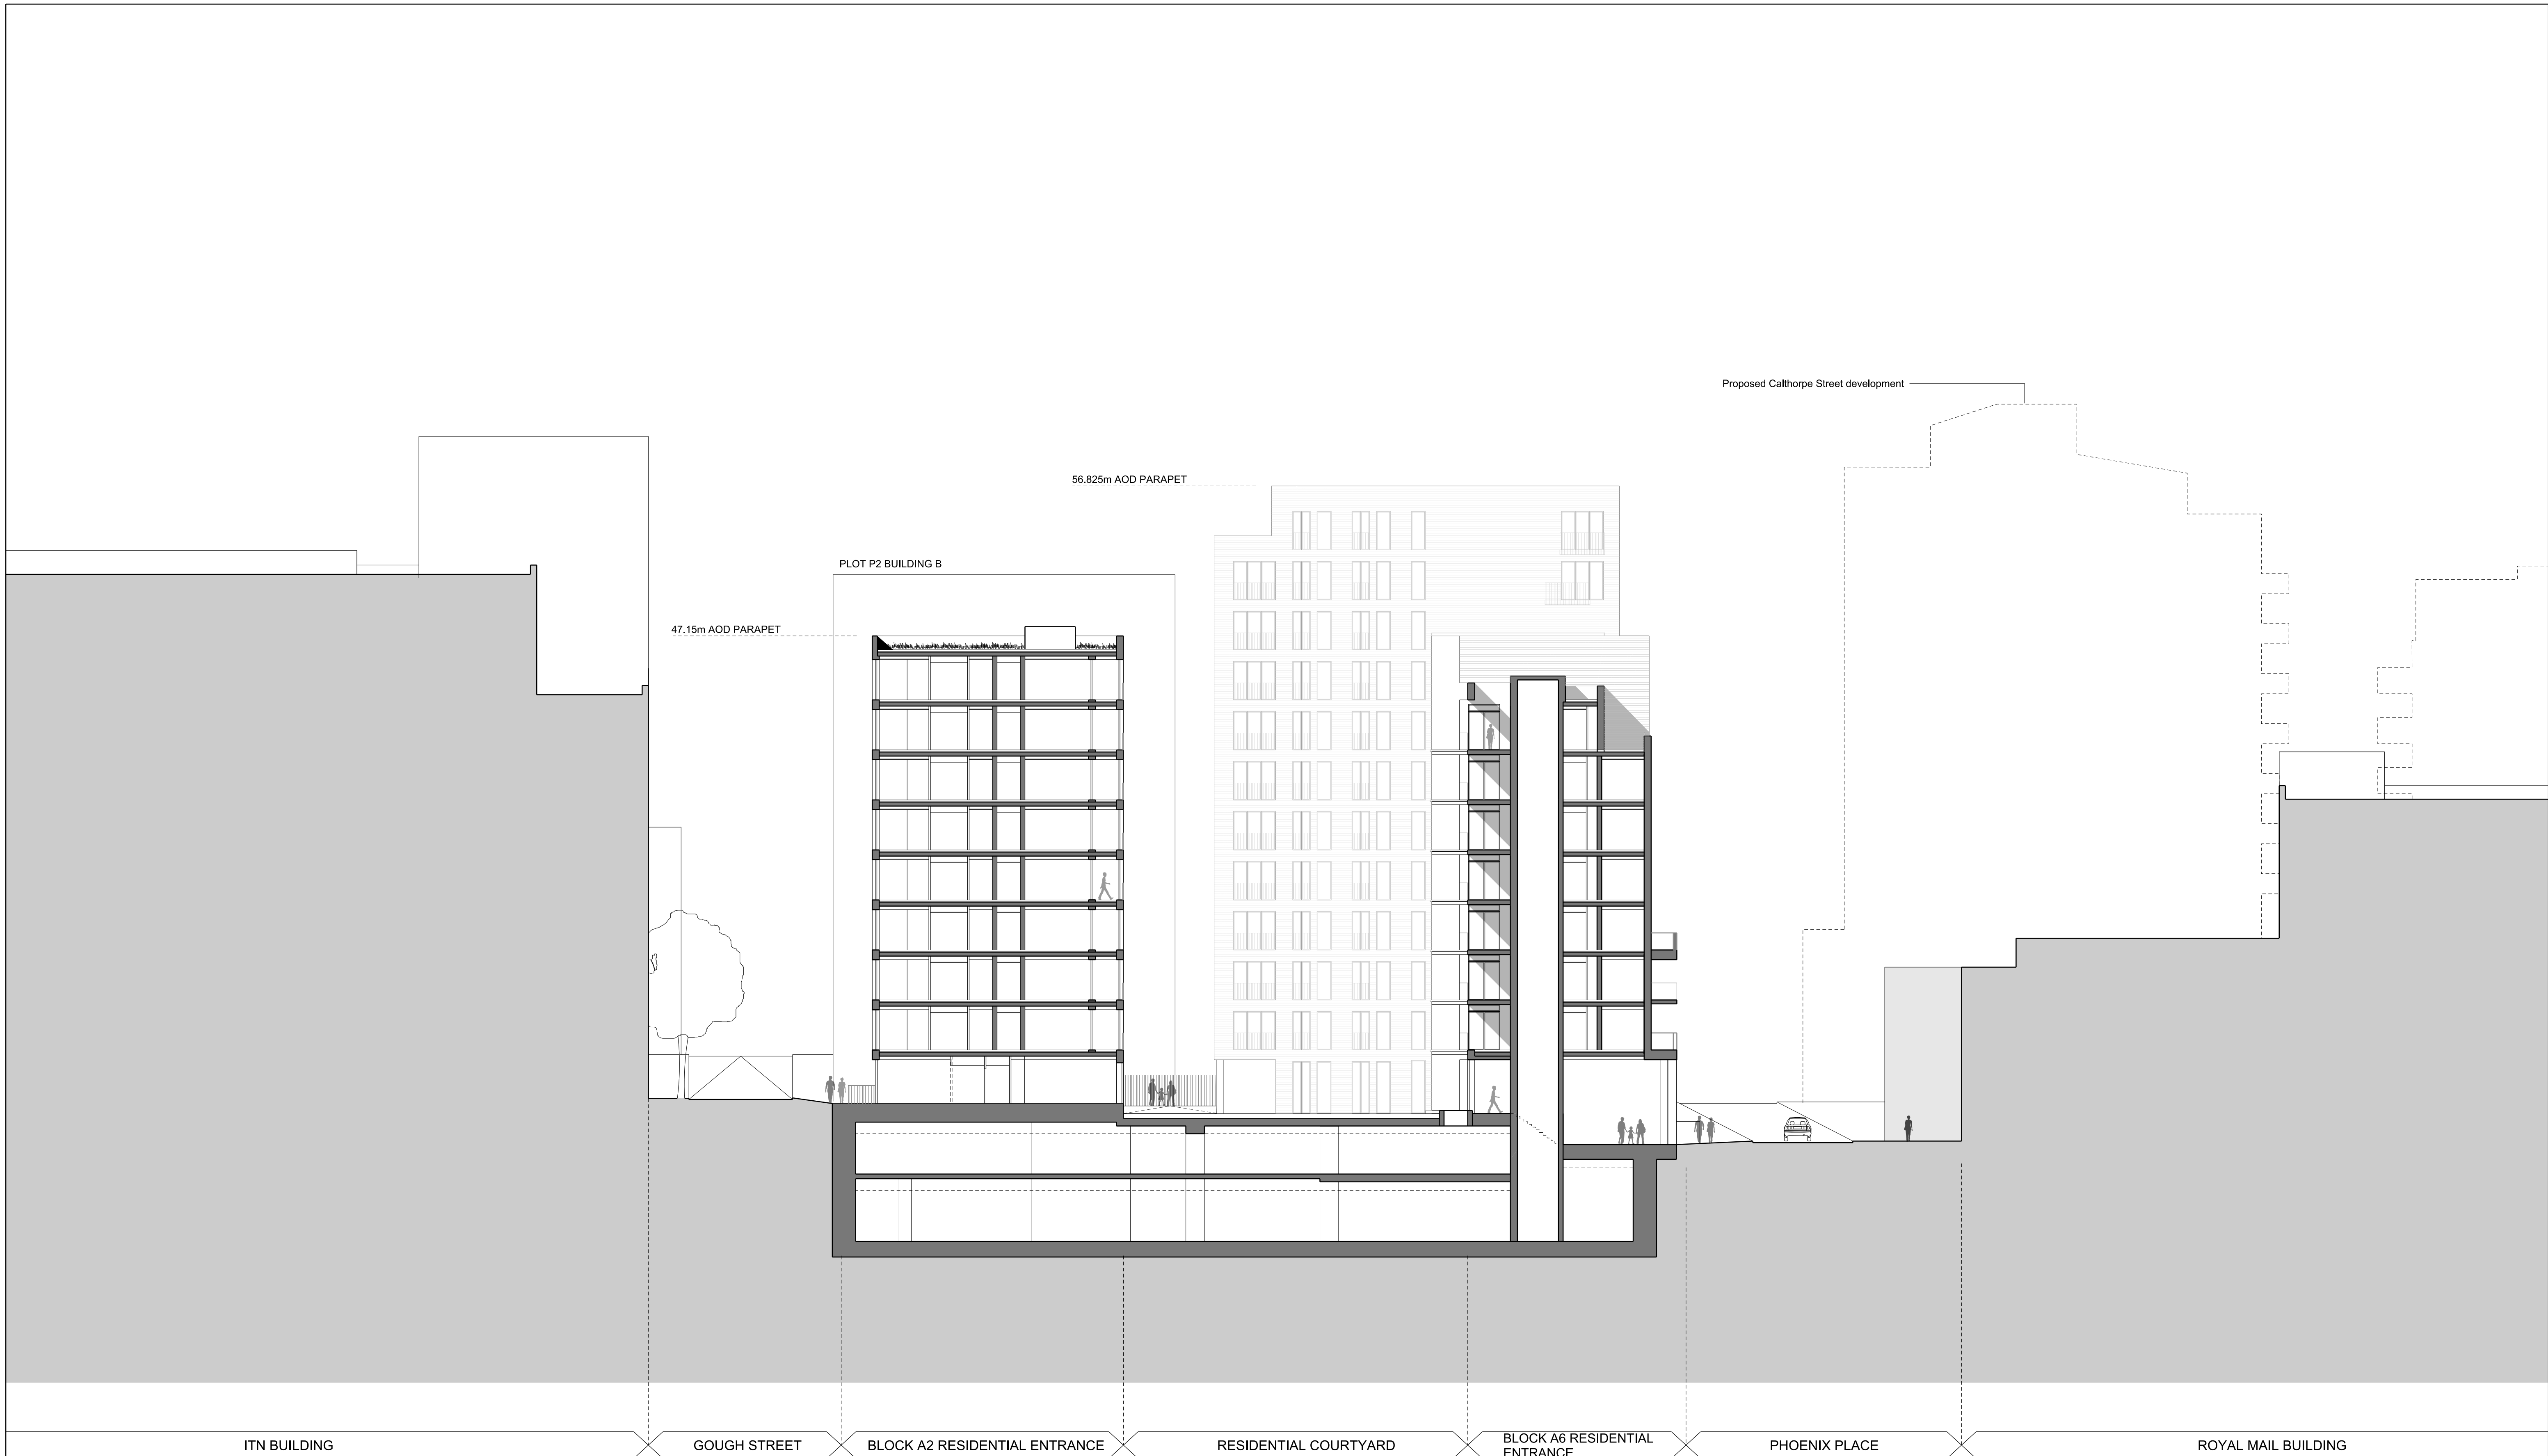 Proposed Calthorpe Street development
56.825m AOD PARAPET
PLOT P2 BUILDING B
47.15m AOD PARAPET
ITN BUILDING
GOUGH STREET
BLOCK A2 RESIDENTIAL ENTRANCE
RESIDENTIAL COURTYARD
BLOCK A6 RESIDENTIAL
ENTRANCE
PHOENIX PLACE
ROYAL MAIL BUILDING